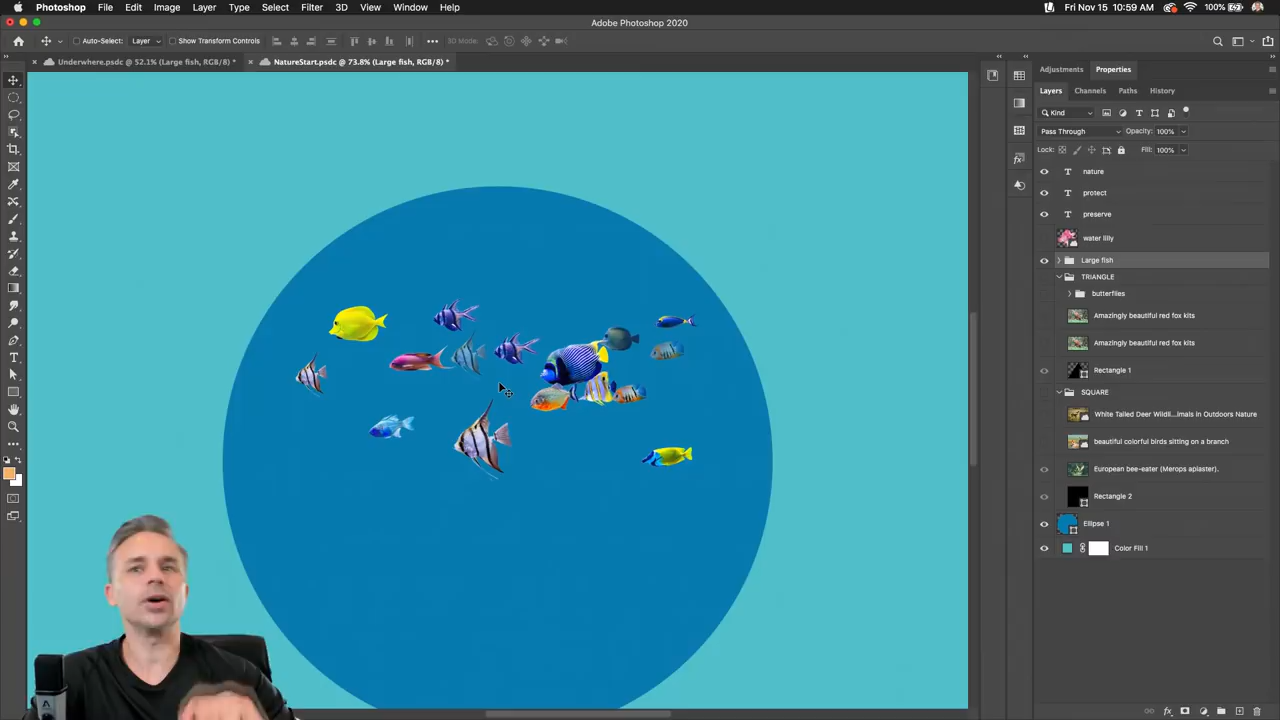 Photoshop File Edit Image Layer Type Select Filter 3D View Window Help Fri Nov 15 10:59 AM 100%
Adobe Photoshop 2020
Auto-Select: Layer Show Transform Controls 3D Mode:
Underwhere.psdc @ 52.1% (Large fish, RGB/8) * NatureStart.psdc @ 73.8% (Large fish, RGB/8) *
Adjustments Properties
Layers Channels Paths History
Kind
Pass Through Opacity: 100%
Lock: Fill: 100%
nature
protect
preserve
water lilly
Large fish
TRIANGLE
butterfiles
Amazingly beautiful red fox kits
Amazingly beautiful red fox kits
Rectangle 1
SQUARE
White Tailed Deer Wildli...imals in Outdoors Nature
beautiful colorful birds sitting on a branch
European bee-eater (Merops apiaster).
Rectangle 2
Ellipse 1
Color Fill 1